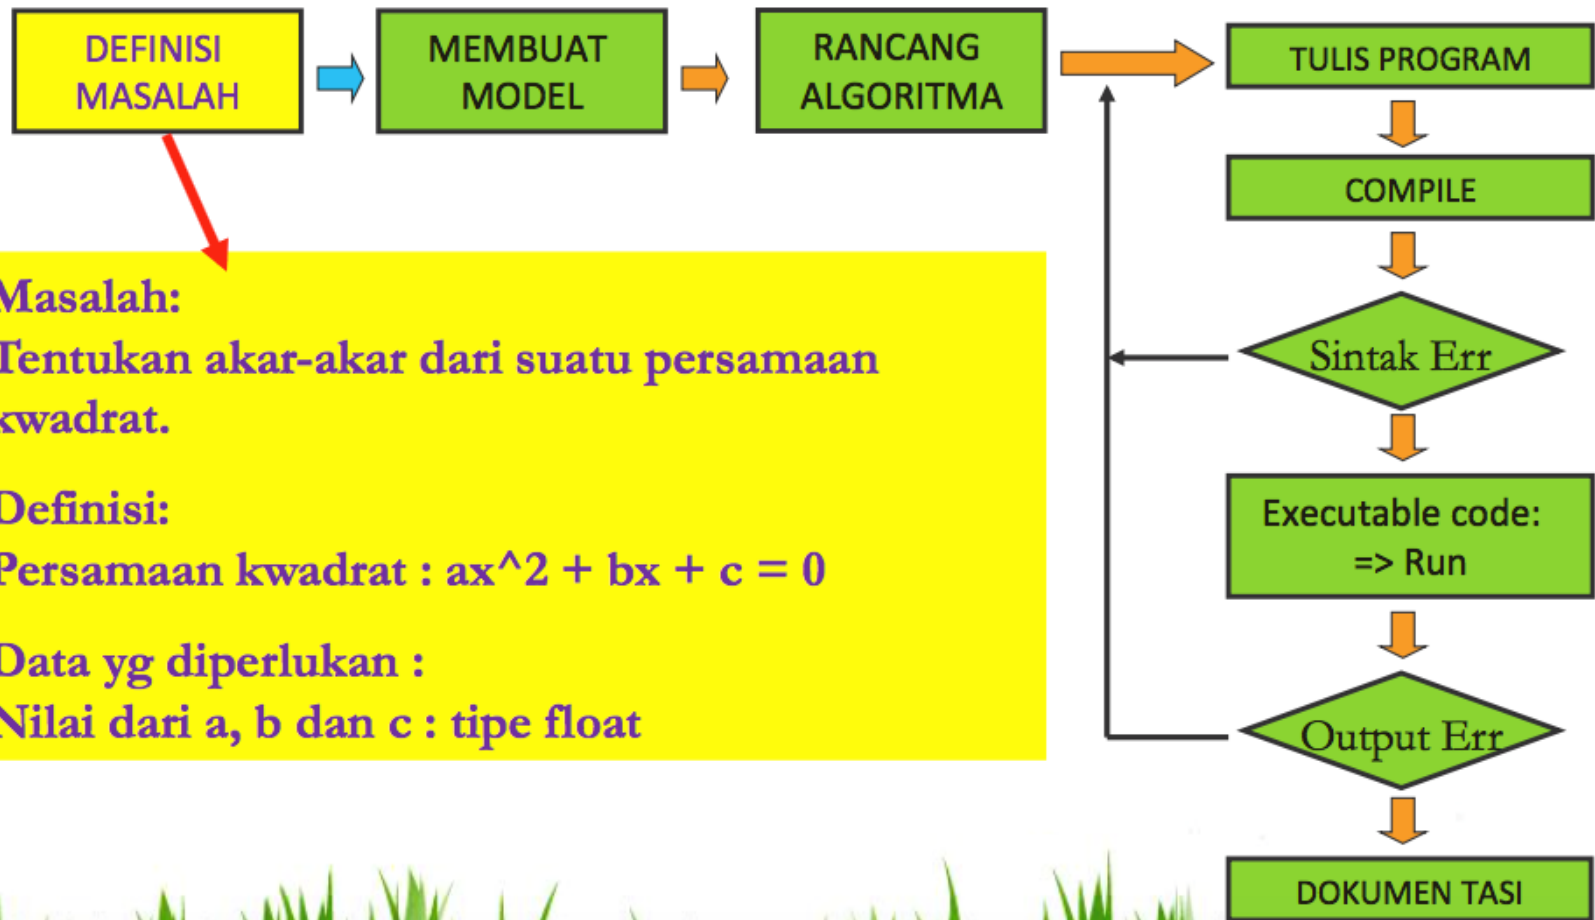 DEFINISI
MASALAH
MEMBUAT
MODEL
RANCANG
ALGORITMA
TULIS PROGRAM
COMPILE
Sintak Err
Executable code:
=> Run
Output Err
DOKUMEN TASI
Masalah:
Tentukan akar-akar dari suatu persamaan
kwadrat.
Definisi:
Persamaan kwadrat : ax^2 + bx + c = 0
Data yg diperlukan :
Nilai dari a, b dan c : tipe float